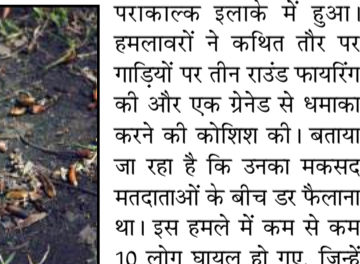 पराकाल्क इलाके में हुआ।
हमलावरों ने कथित तौर पर
गाड़ियों पर तीन राउंड फायरिंग
की और एक ग्रेनेड से धमाका
करने की कोशिश की। बताया
जा रहा है कि उनका मकसद
मतदाताओं के बीच डर फैलाना
था। इस हमले में कम से कम
10 लोग घायल हो गए, जिन्हें